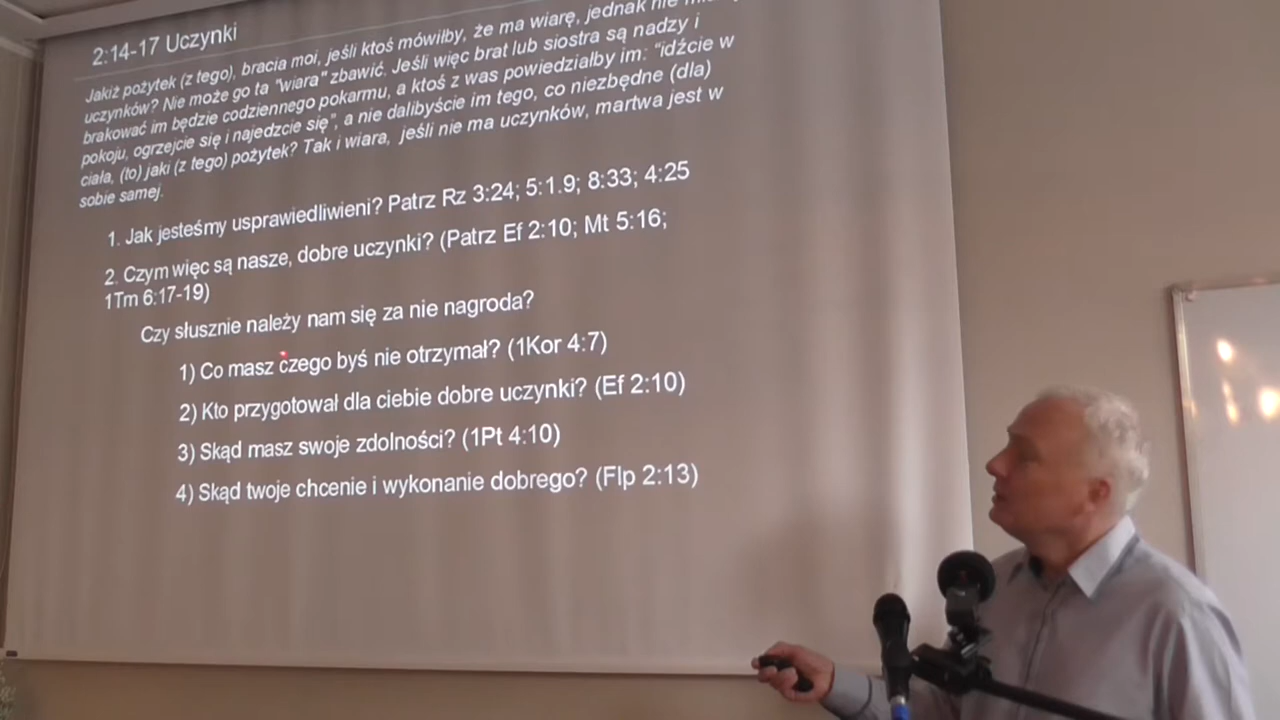 2:14-17 Uczynki
Jakiż pożytek (z tego), bracia moi, jeśli ktoś mówiłby, że ma wiarę, jednak nie
uczynków? Nie może go ta "wiara" zbawić. Jeśli więc brat lub siostra są nadzy i
brakować im będzie codziennego pokarmu, a ktoś z was powiedziałby im: "idźcie w
pokoju, ogrzejcie się i najedzcie się", a nie dalibyście im tego, co niezbędne (dla)
ciała, (to) jaki (z tego) pożytek? Tak i wiara, jeśli nie ma uczynków, martwa jest w
sobie samej.
1. Jak jesteśmy usprawiedliwieni? Patrz Rz 3:24; 5:1.9; 8:33; 4:25
2. Czym więc są nasze, dobre uczynki? (Patrz Ef 2:10; Mt 5:16;
1Tm 6:17-19)
Czy słusznie należy nam się za nie nagroda?
1) Co masz czego byś nie otrzymał? (1Kor 4:7)
2) Kto przygotował dla ciebie dobre uczynki? (Ef 2:10)
3) Skąd masz swoje zdolności? (1Pt 4:10)
4) Skąd twoje chcenie i wykonanie dobrego? (Flp 2:13)